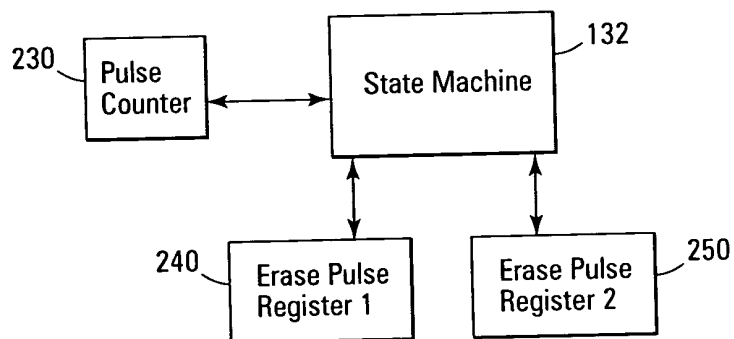 230
Pulse
Counter
State Machine
132
240
Erase Pulse
Register 1
Erase Pulse
Register 2
250